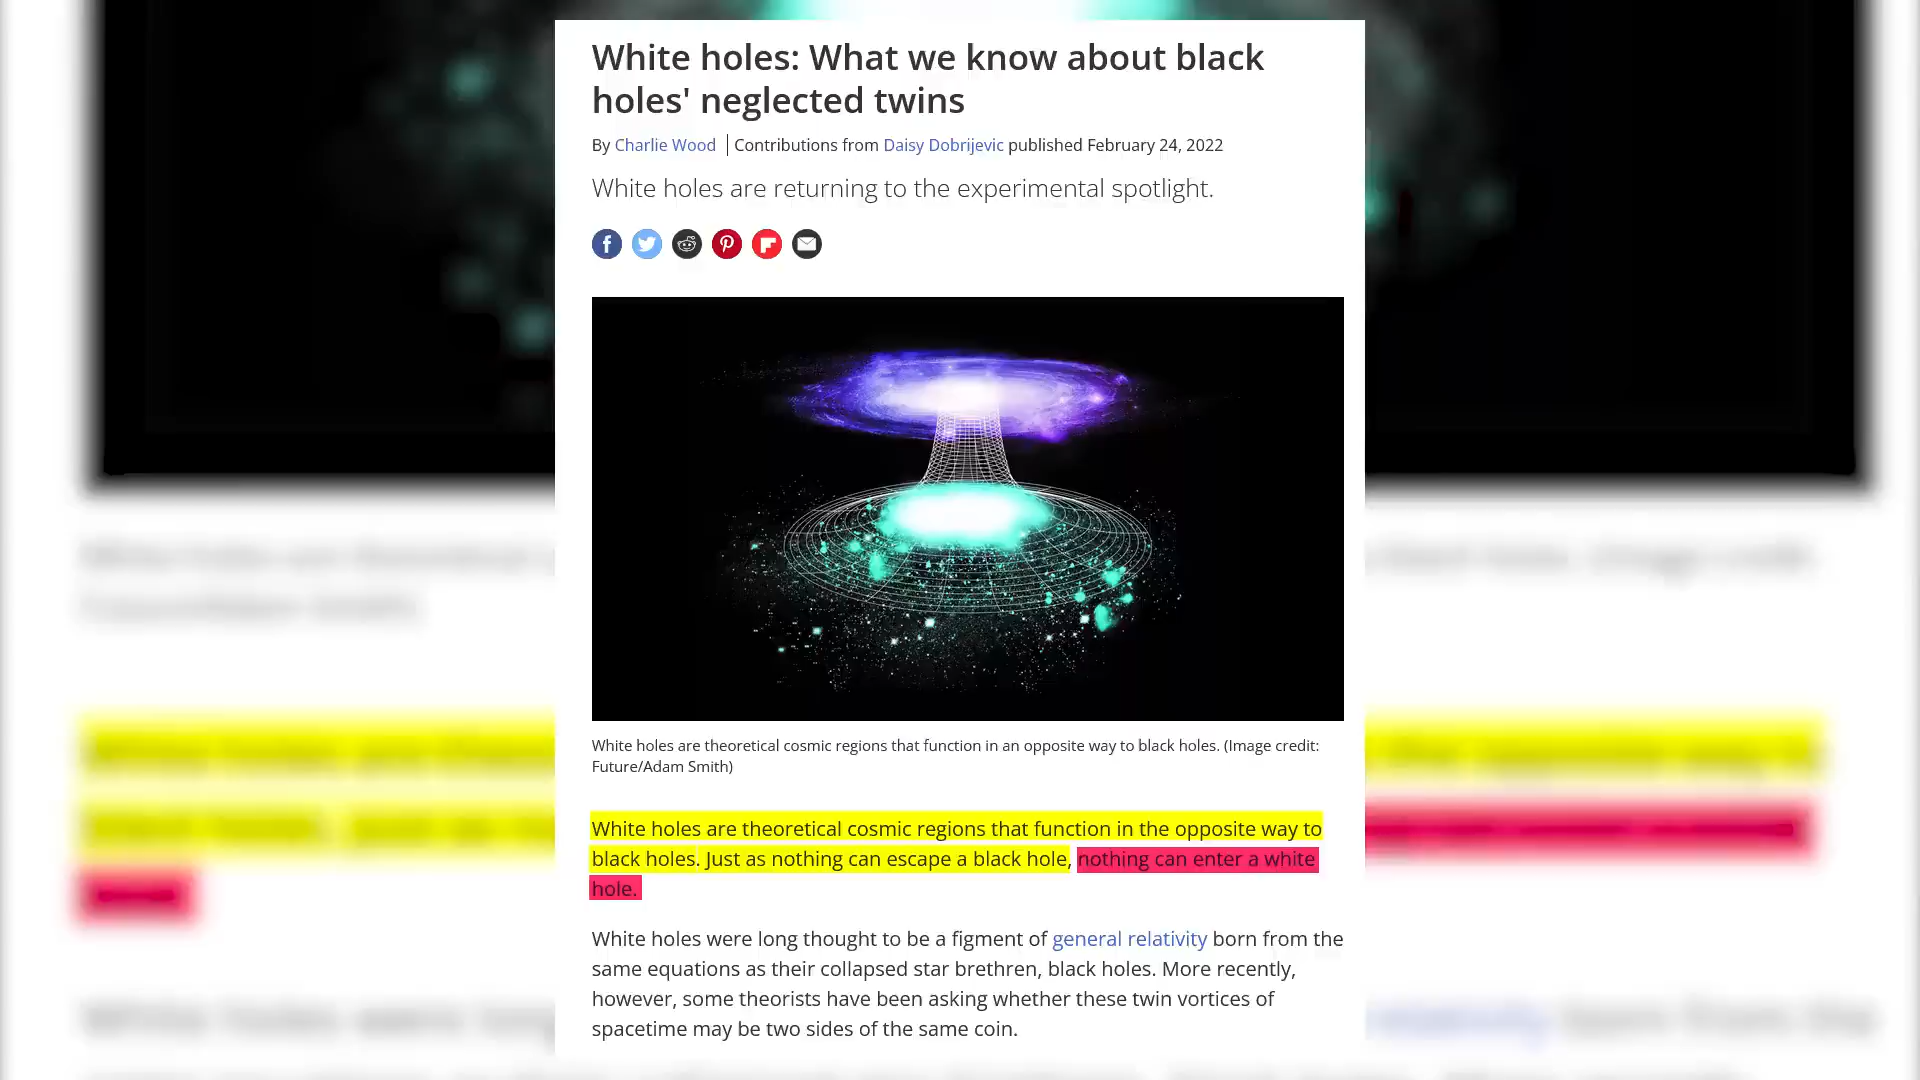 White holes: What we know about black
holes' neglected twins
By Charlie Wood | Contributions from Daisy Dobrijevic published February 24, 2022
White holes are returning to the experimental spotlight.
White holes are theoretical cosmic regions that function in an opposite way to black holes. (Image credit:
Future/Adam Smith)
White holes are theoretical cosmic regions that function in the opposite way to
black holes. Just as nothing can escape a black hole, nothing can enter a white
hole.
White holes were long thought to be a figment of general relativity born from the
same equations as their collapsed star brethren, black holes. More recently,
however, some theorists have been asking whether these twin vortices of
spacetime may be two sides of the same coin.